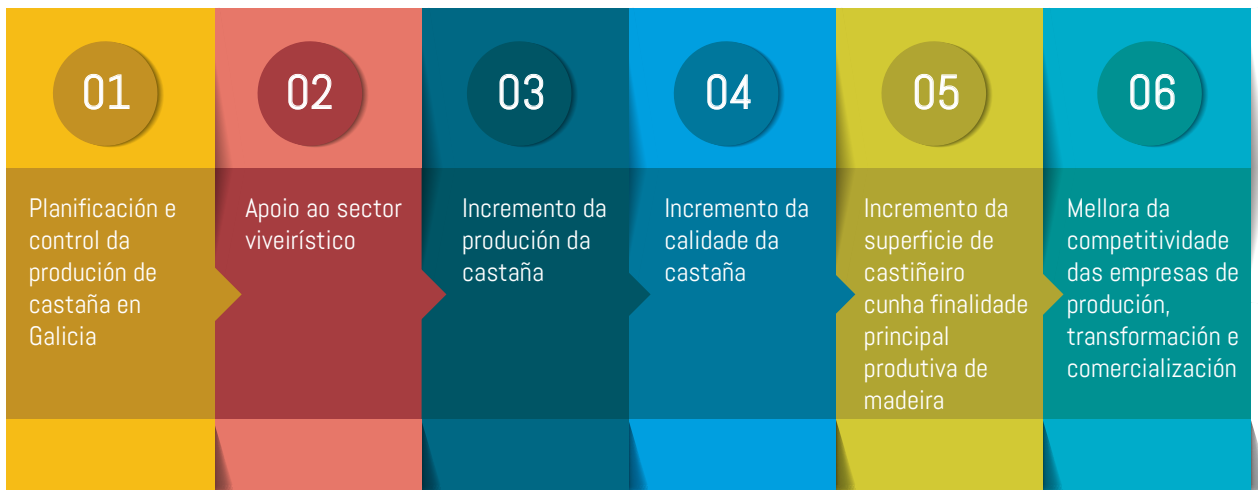 01
Planificación e
control da
produción de
castaña en
Galicia
02
Apoio ao sector
viveirístico
03
Incremento da
produción da
castaña
04
Incremento da
calidade da
castaña
05
Incremento da
superficie de
castiñeiro
cunha finalidade
principal
produtiva de
madeira
06
Mellora da
competitividade
das empresas de
produción,
transformación e
comercialización